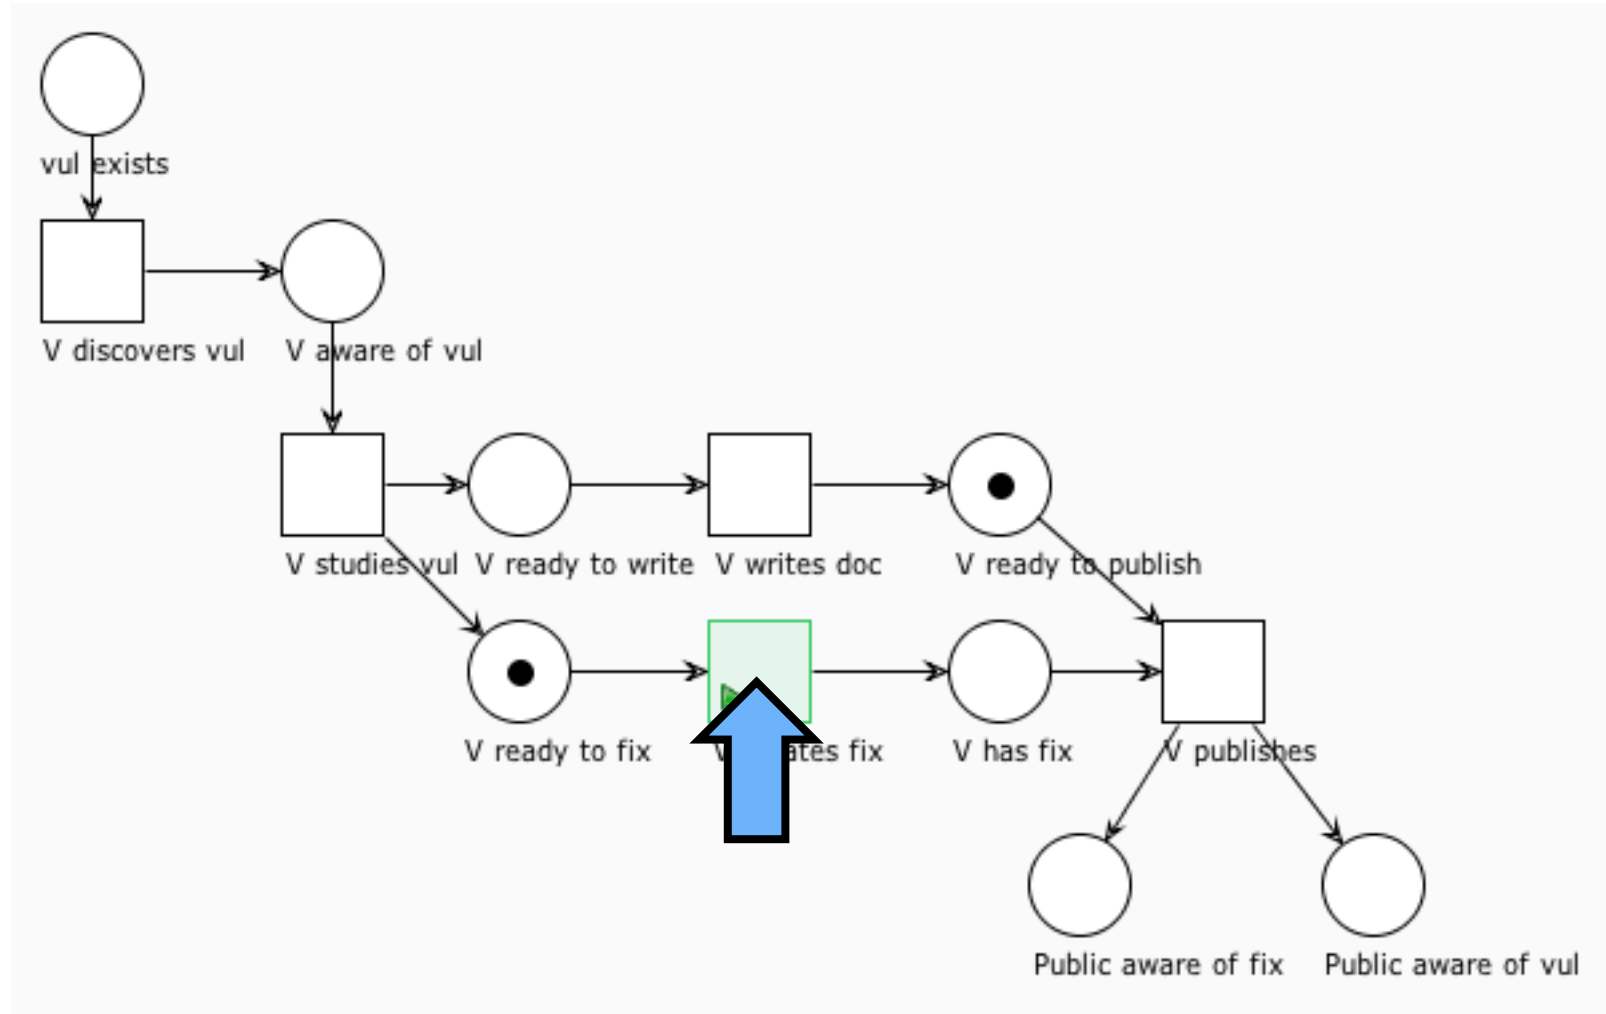 vul exists
V discovers vul
V aware of vul
V studies vul
V ready to write
V writes doc
V ready to publish
V ready to fix
fix
V has fix
V publishes
Public aware of fix
Public aware of vul